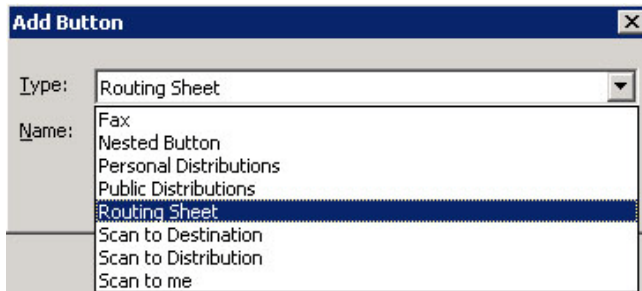 Add Button
Type: Routing Sheet
Name:
Fax
Nested Button
Personal Distributions
Public Distributions
Routing Sheet
Scan to Destination
Scan to Distribution
Scan to me